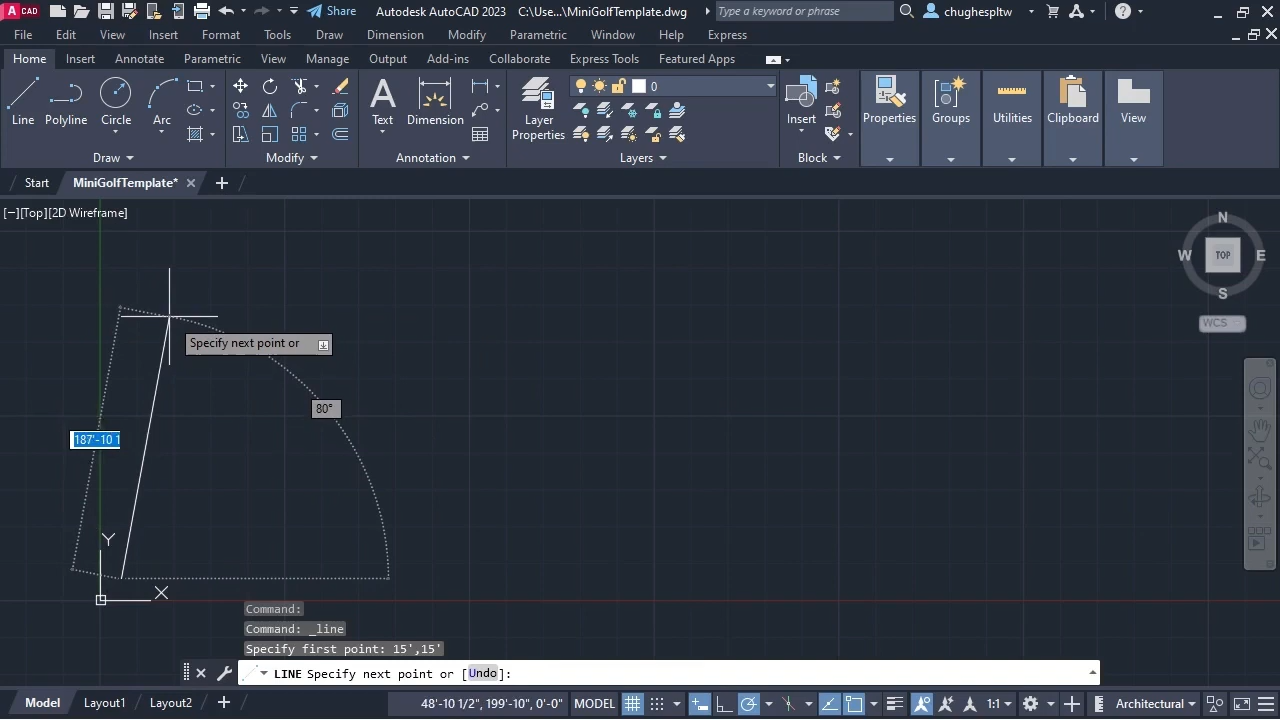 A CAD Share Autodesk AutoCAD 2023 C:\Use...\MiniGolfTemplate.dwg Type a keyword or phrase chughespltw
File Edit View Insert Format Tools Draw Dimension Modify Parametric Window Help Express
Home Insert Annotate Parametric View Manage Output Add-ins Collaborate Express Tools Featured Apps
Line Polyline Circle Arc Text Dimension Layer Properties 0 Insert Properties Groups Utilities Clipboard View
Draw Modify Annotation Layers Block
Start MiniGolfTemplate* +
[−][Top][2D Wireframe]
N
W TOP E
S
WCS
Specify next point or
80°
187'-10 1
Y
X
Command:
Command: _line
Specify first point: 15',15'
LINE Specify next point or [Undo]:
Model Layout1 Layout2 + 48'-10 1/2", 199'-10", 0'-0" MODEL 1:1 Architectural